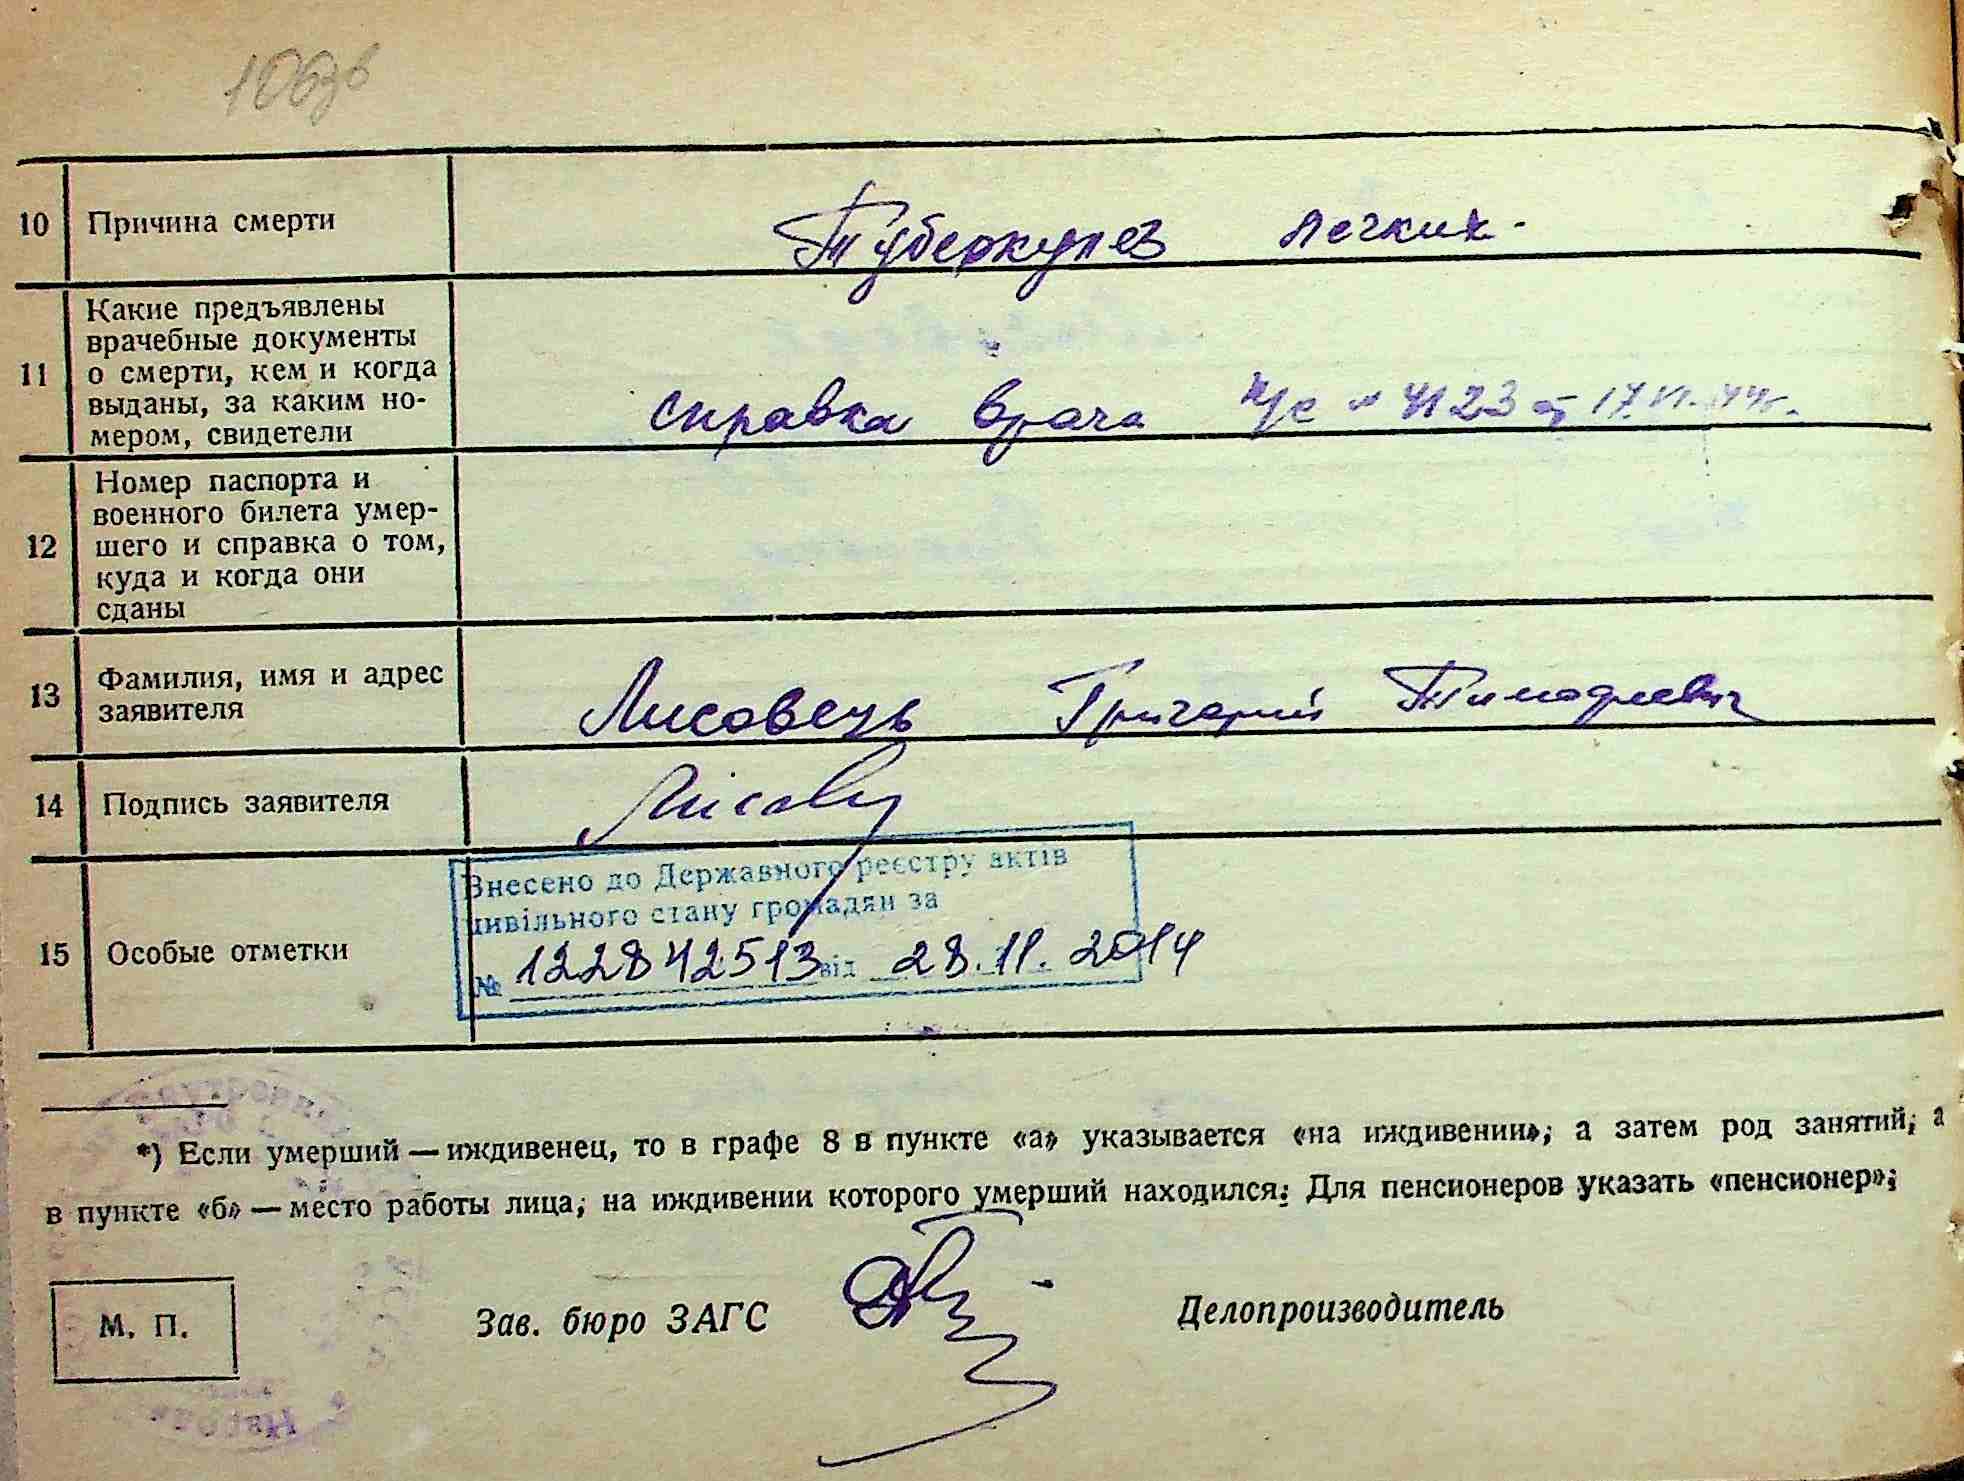 10 Причина смерти Туберкулез легких.
11 Какие предъявлены
врачебные документы
о смерти, кем и когда
выданы, за каким но-
мером, свидетели
справка врача 4123 от 17.VI.44г.
12 Номер паспорта и
военного билета умер-
шего и справка о том,
куда и когда они
сданы
13 Фамилия, имя и адрес
заявителя
Лисовець Григорий Тимофиевич
14 Подпись заявителя
15 Особые отметки
Внесено до Державного реєстру актів
цивільного стану громадян за
№ 122842513 від 28.11.2014
*) Если умерший — иждивенец, то в графе 8 в пункте «а» указывается «на иждивении», а затем род занятий, а
в пункте «б» — место работы лица, на иждивении которого умерший находился. Для пенсионеров указать «пенсионер».
М. П.
Зав. бюро ЗАГС Делопроизводитель